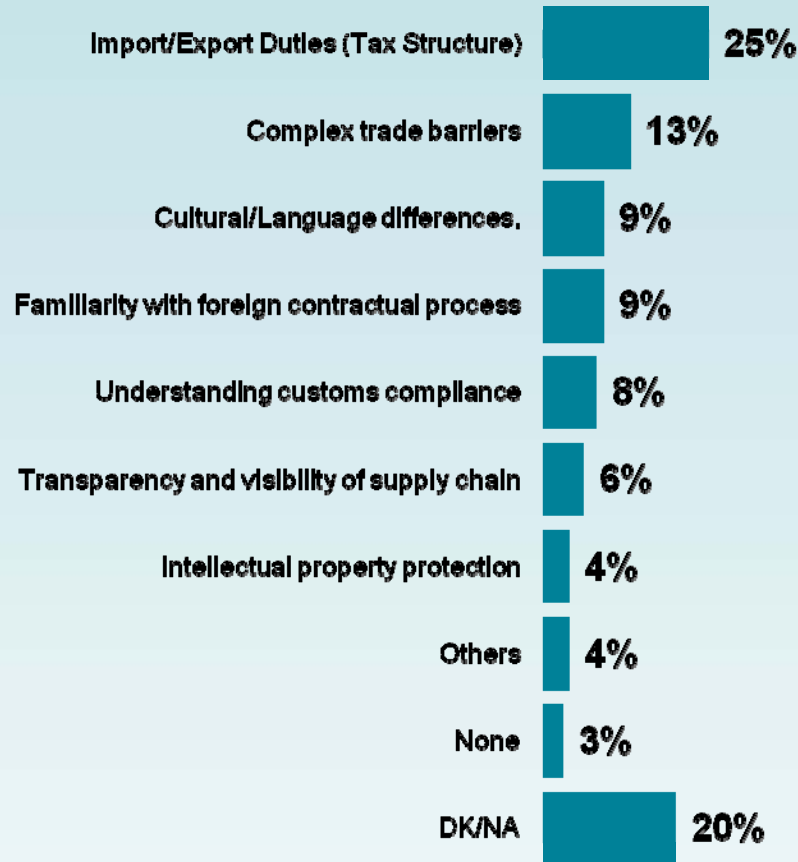 Import/Export Duties (Tax Structure) 25%
Complex trade barriers 13%
Cultural/Language differences, 9%
Familiarity with foreign contractual process 9%
Understanding customs compliance 8%
Transparency and visibility of supply chain 6%
Intellectual property protection 4%
Others 4%
None 3%
DK/NA 20%